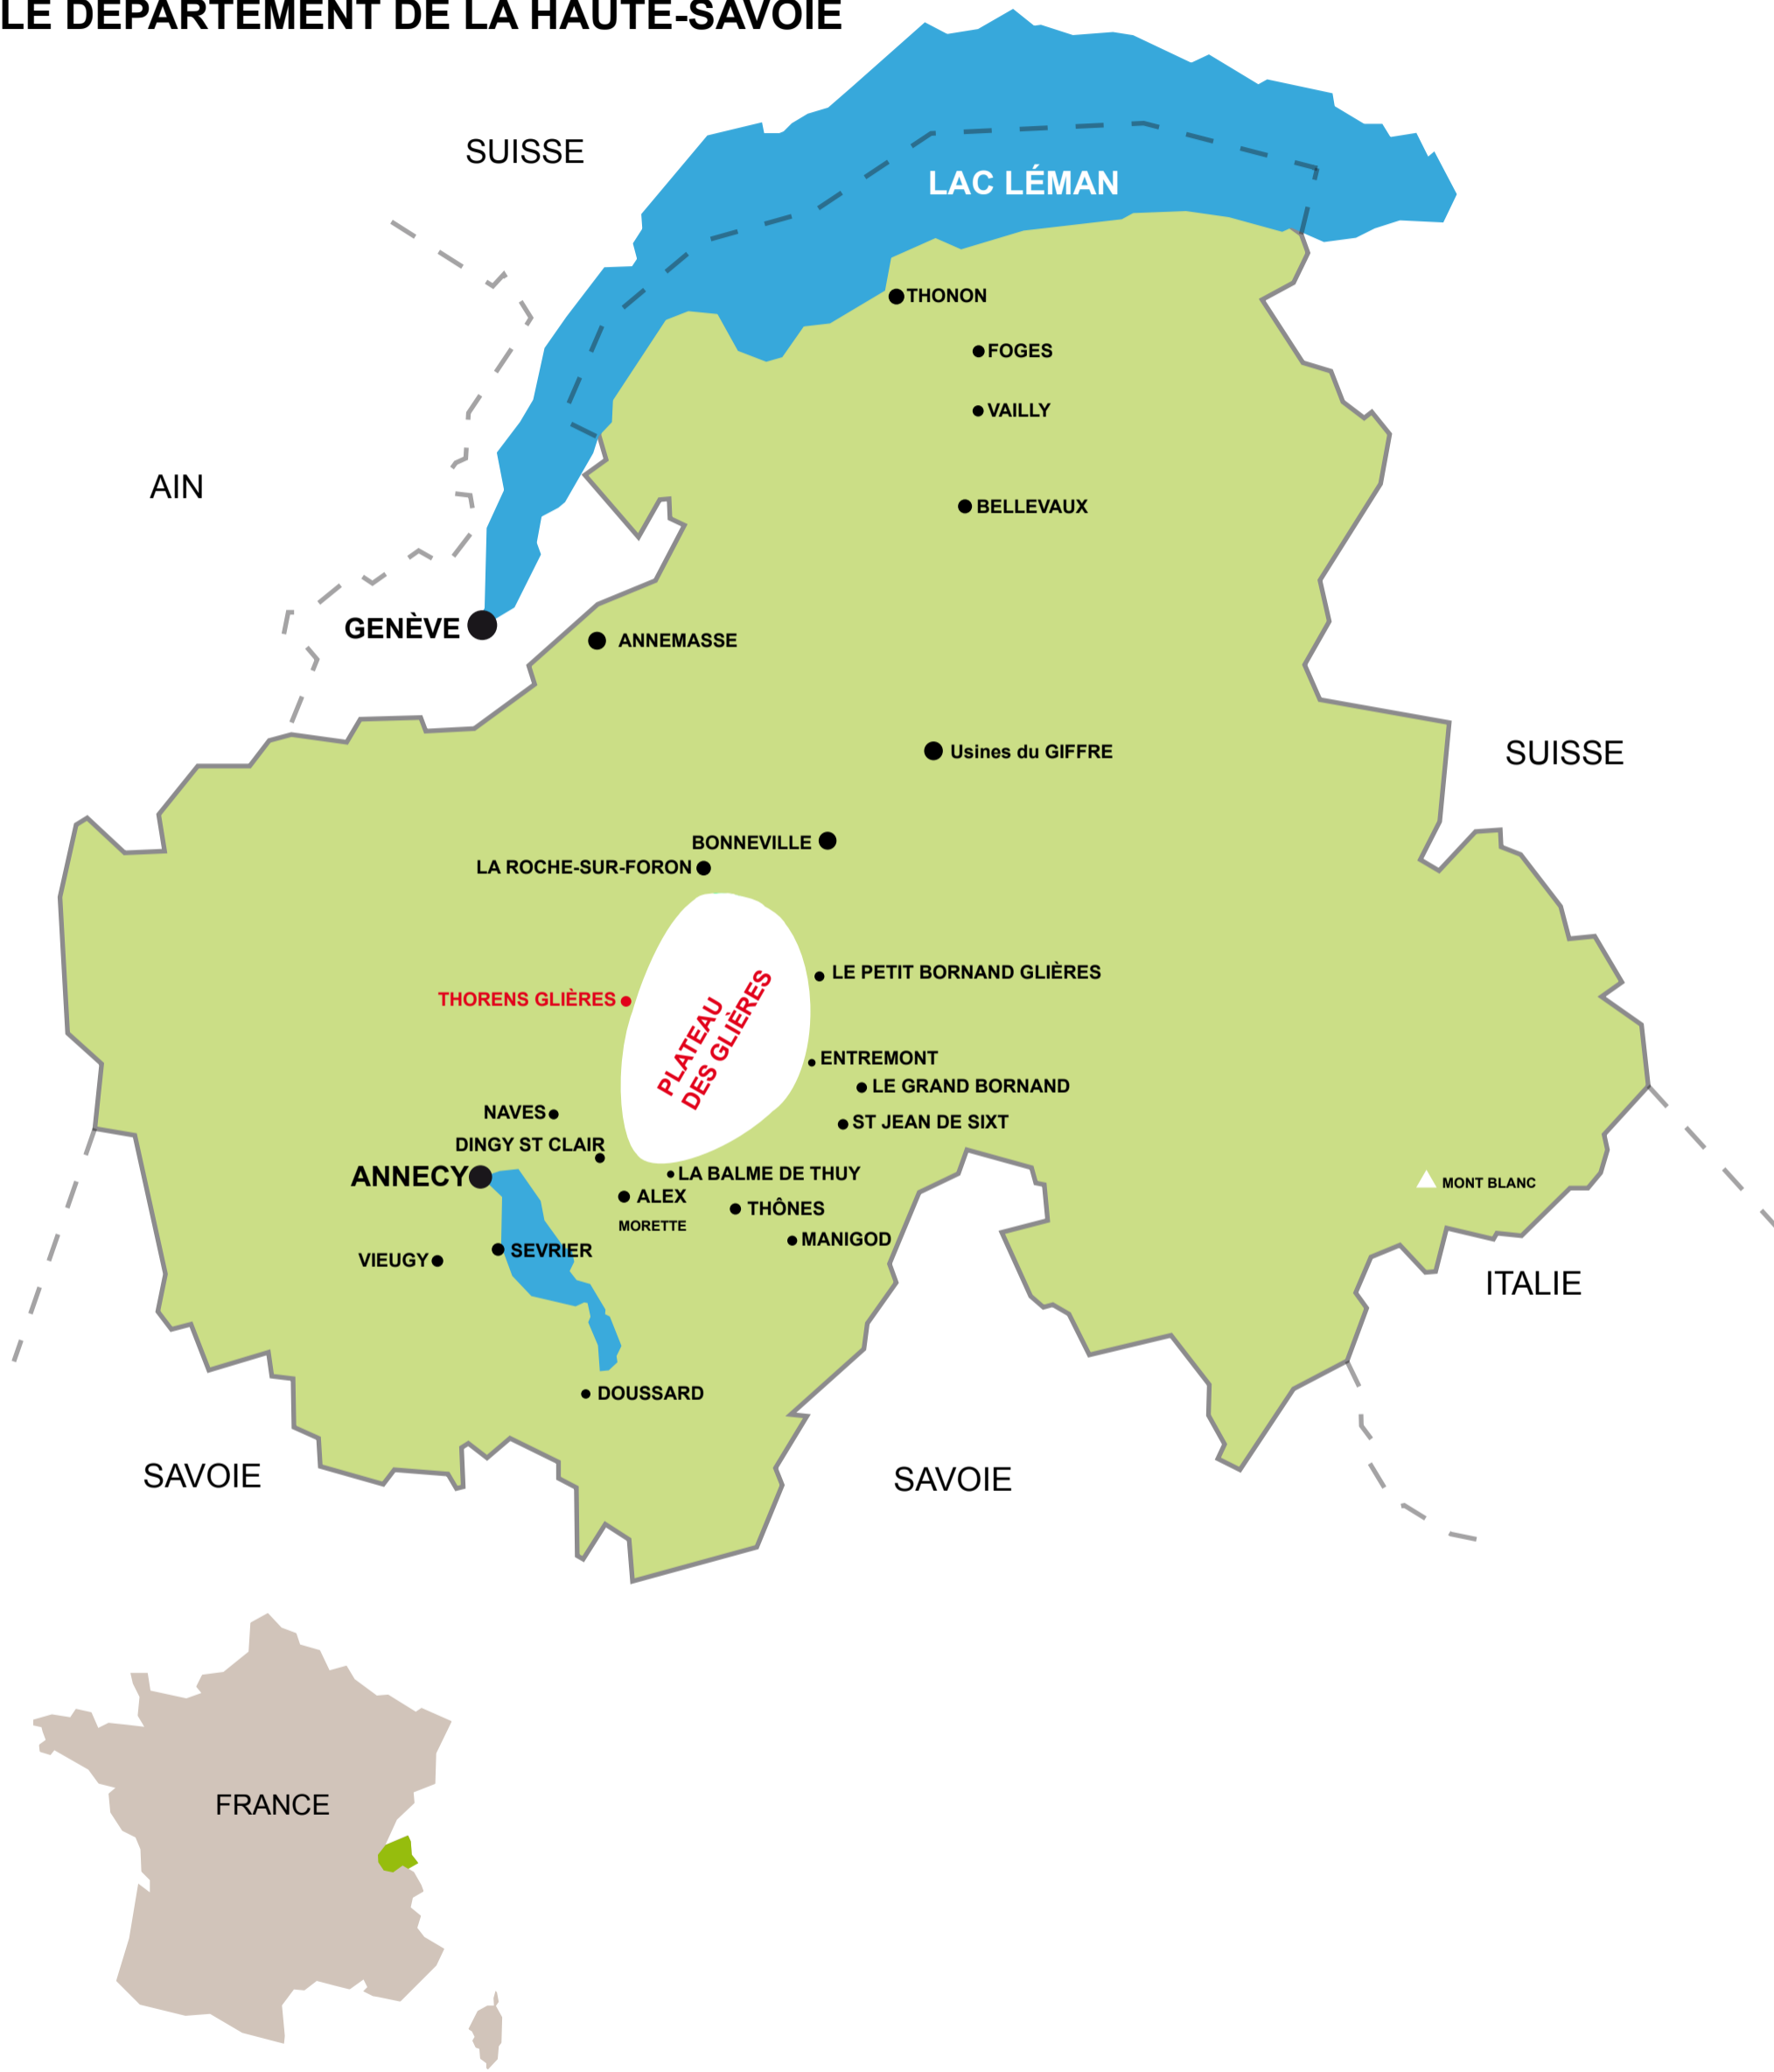 LE DEPARTEMENT DE LA HAUTE-SAVOIE
SUISSE
LAC LÉMAN
THONON
FOGES
VAILLY
AIN
BELLEVAUX
GENÈVE
ANNEMASSE
Usines du GIFFRE
SUISSE
BONNEVILLE
LA ROCHE-SUR-FORON
LE PETIT BORNAND GLIÈRES
THORENS GLIÈRES
PLATEAU
DES GLIÈRES
ENTREMONT
LE GRAND BORNAND
NAVES
ST JEAN DE SIXT
DINGY ST CLAIR
ANNECY
LA BALME DE THUY
MONT BLANC
ALEX
THÔNES
MORETTE
MANIGOD
SEVRIER
VIEUGY
ITALIE
DOUSSARD
SAVOIE
SAVOIE
FRANCE